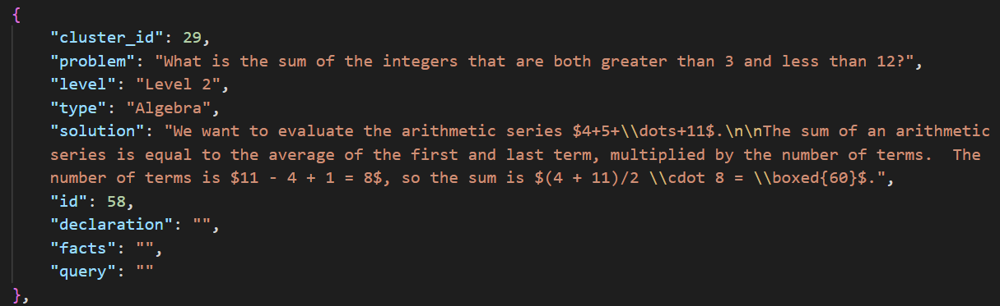 {
"cluster_id": 29,
"problem": "What is the sum of the integers that are both greater than 3 and less than 12?",
"level": "Level 2",
"type": "Algebra",
"solution": "We want to evaluate the arithmetic series $4+5+\\dots+11$.\n\nThe sum of an arithmetic
series is equal to the average of the first and last term, multiplied by the number of terms.  The
number of terms is $11 - 4 + 1 = 8$, so the sum is $(4 + 11)/2 \\cdot 8 = \\boxed{60}$.",
"id": 58,
"declaration": "",
"facts": "",
"query": ""
},